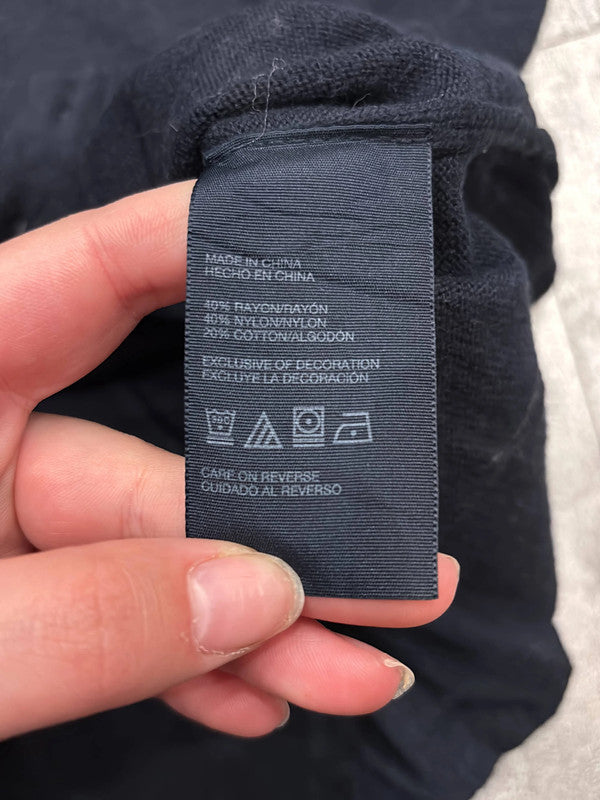 MADE IN CHINA
HECHO EN CHINA
40% RAYON/RAYÓN
40% NYLON/NYLON
20% COTTON/ALGODÓN
EXCLUSIVE OF DECORATION
EXCLUYE LA DECORACIÓN
CARE ON REVERSE
CUIDADO AL REVERSO